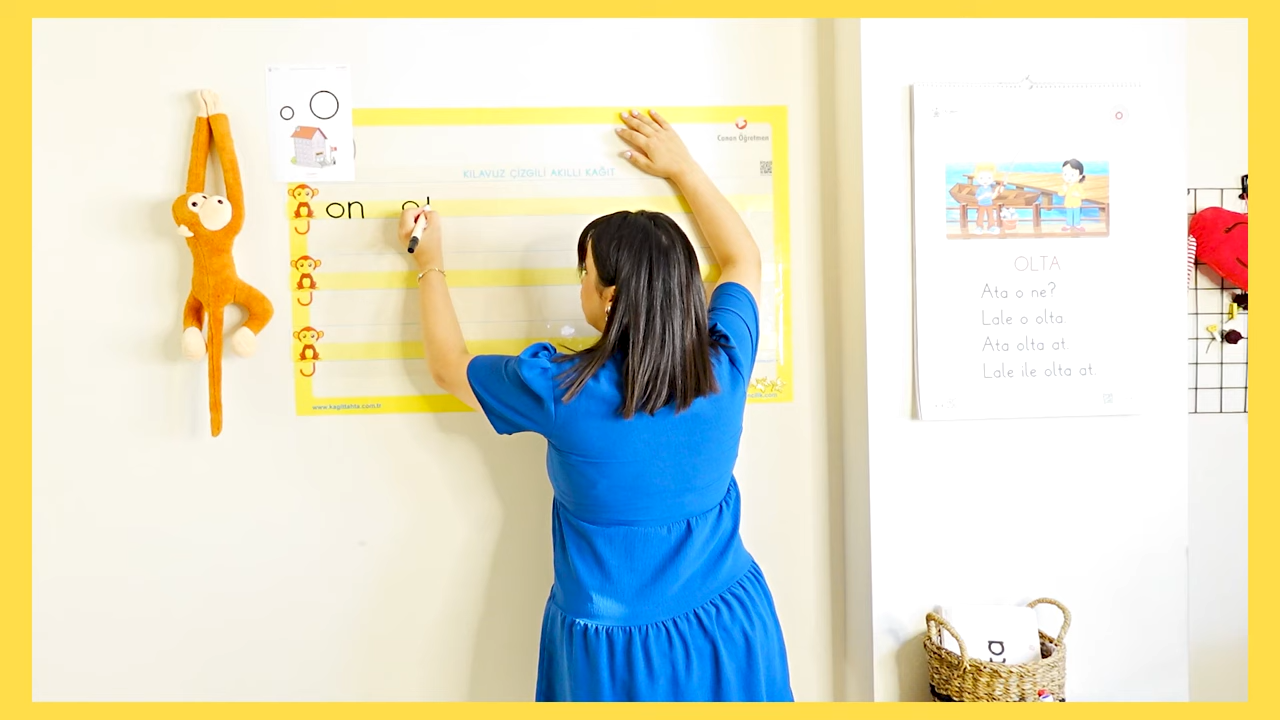 Canan Öğretmen
KILAVUZ ÇİZGİLİ AKILLI KAĞIT
on
www.kagittahta.com.tr
OLTA
Ata o ne?
Lale o olta.
Ata olta at.
Lale ile olta at.